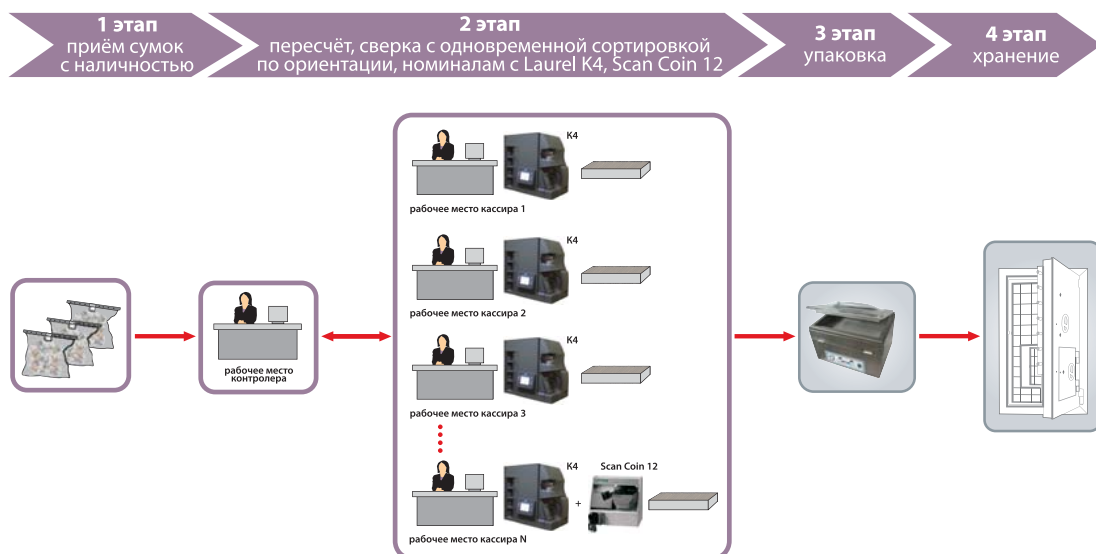 1 этап
приём сумок
с наличностью
2 этап
пересчёт, сверка с одновременной сортировкой
по ориентации, номиналам с Laurel K4, Scan Coin 12
3 этап
упаковка
4 этап
хранение
K4
рабочее место кассира 1
K4
рабочее место кассира 2
рабочее место
контролера
K4
рабочее место кассира 3
K4
Scan Coin 12
+
рабочее место кассира N